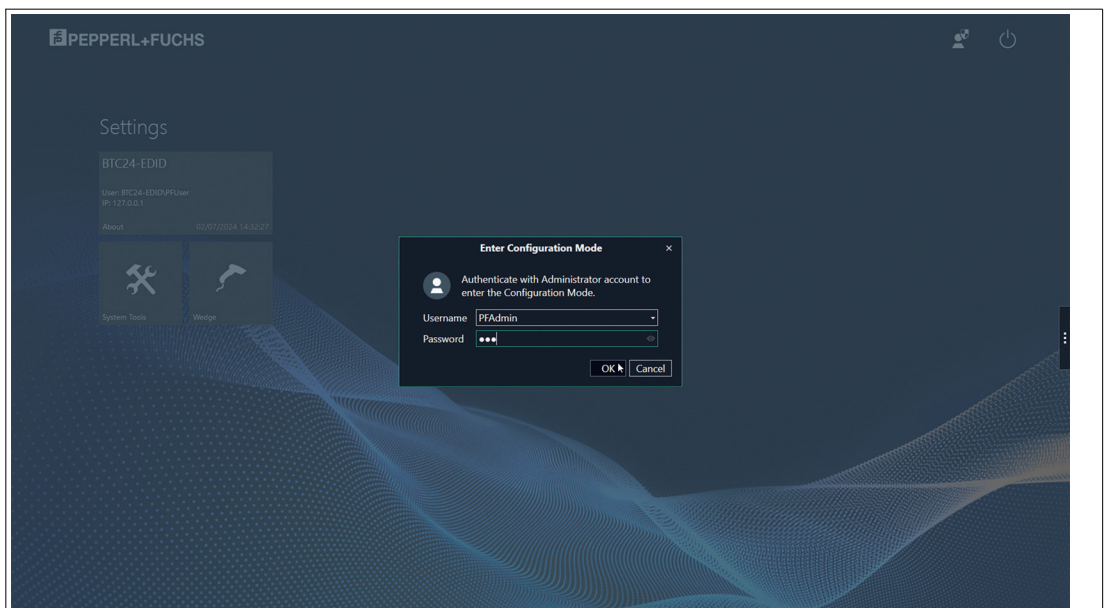 PEPPERL+FUCHS
Settings
BTC24-EDID
User: BTC24-EDID\PFUser
IP: 127.0.0.1
About 02/07/2024 14:32:27
System Tools Wedge
Enter Configuration Mode
Authenticate with Administrator account to
enter the Configuration Mode.
Username PFAdmin
Password
OK Cancel